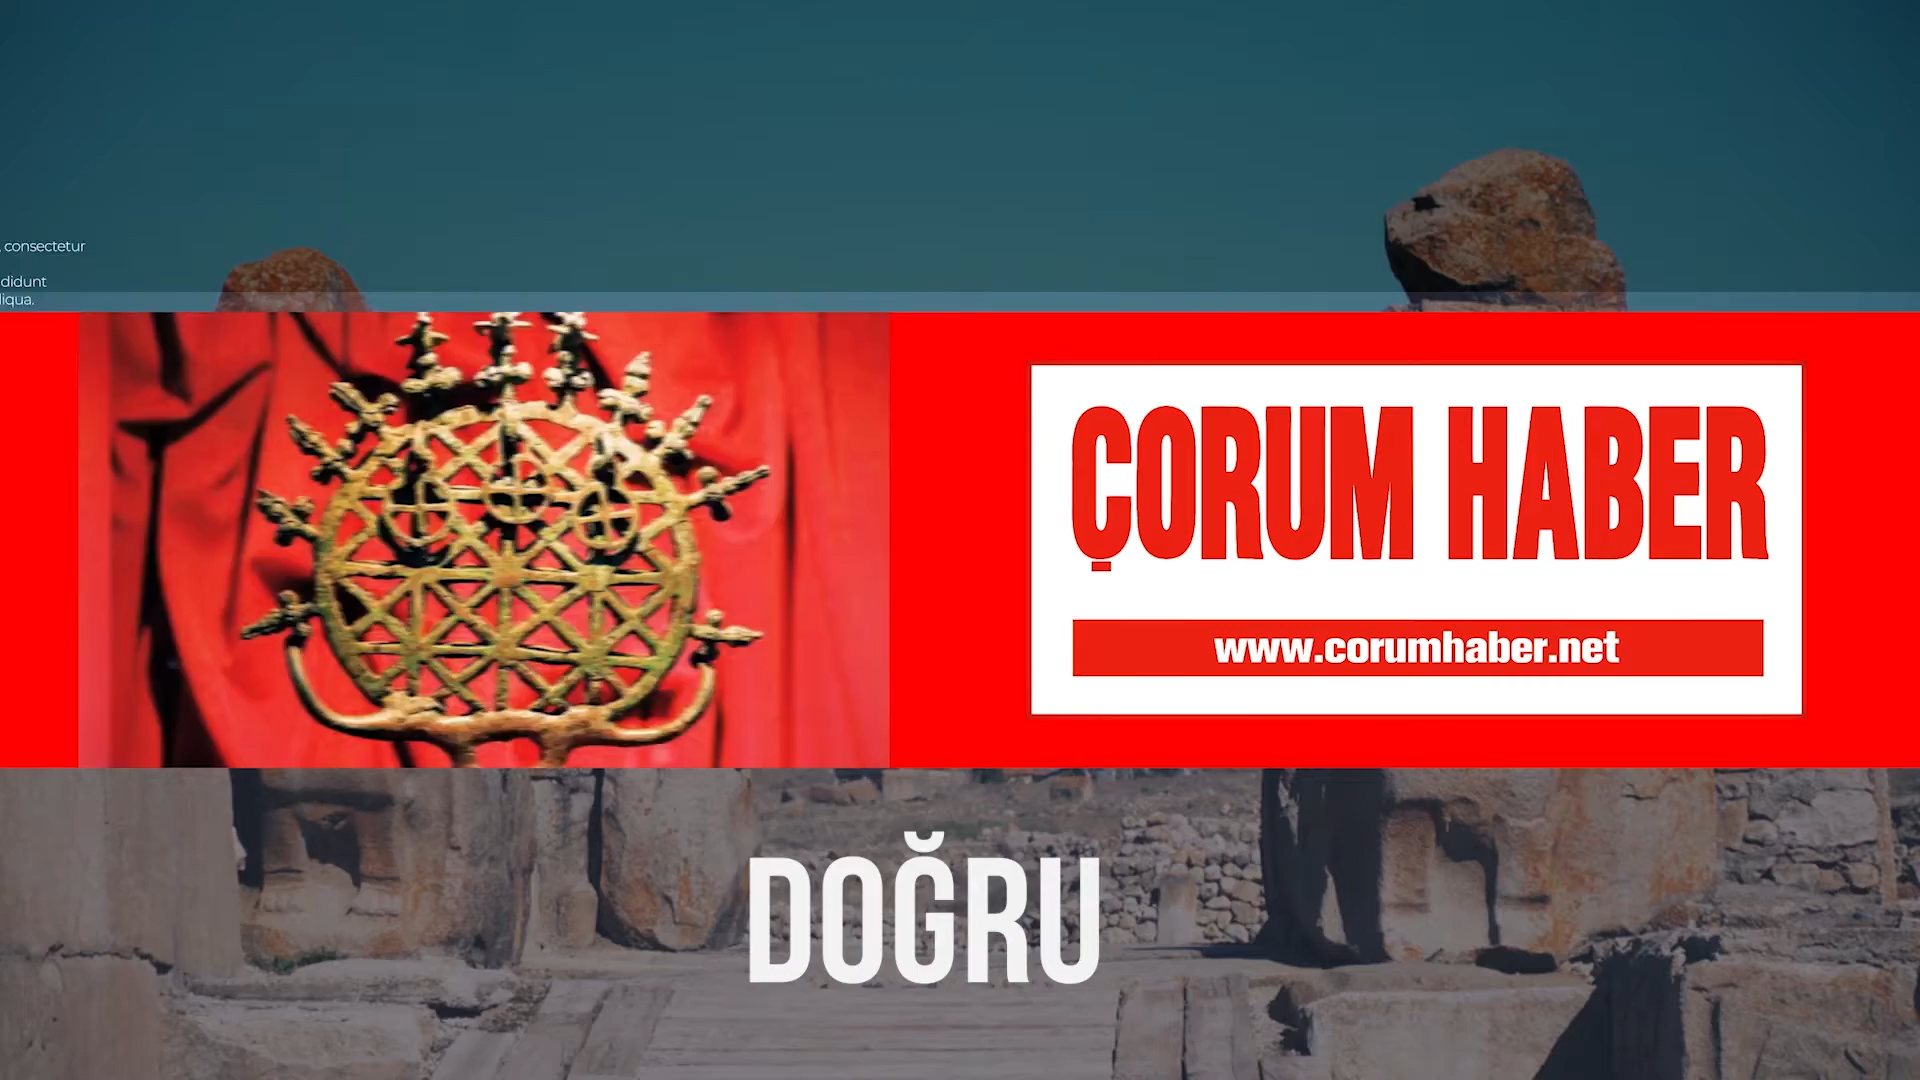 consectetur
didunt
liqua.
ÇORUM HABER
www.corumhaber.net
DOĞRU